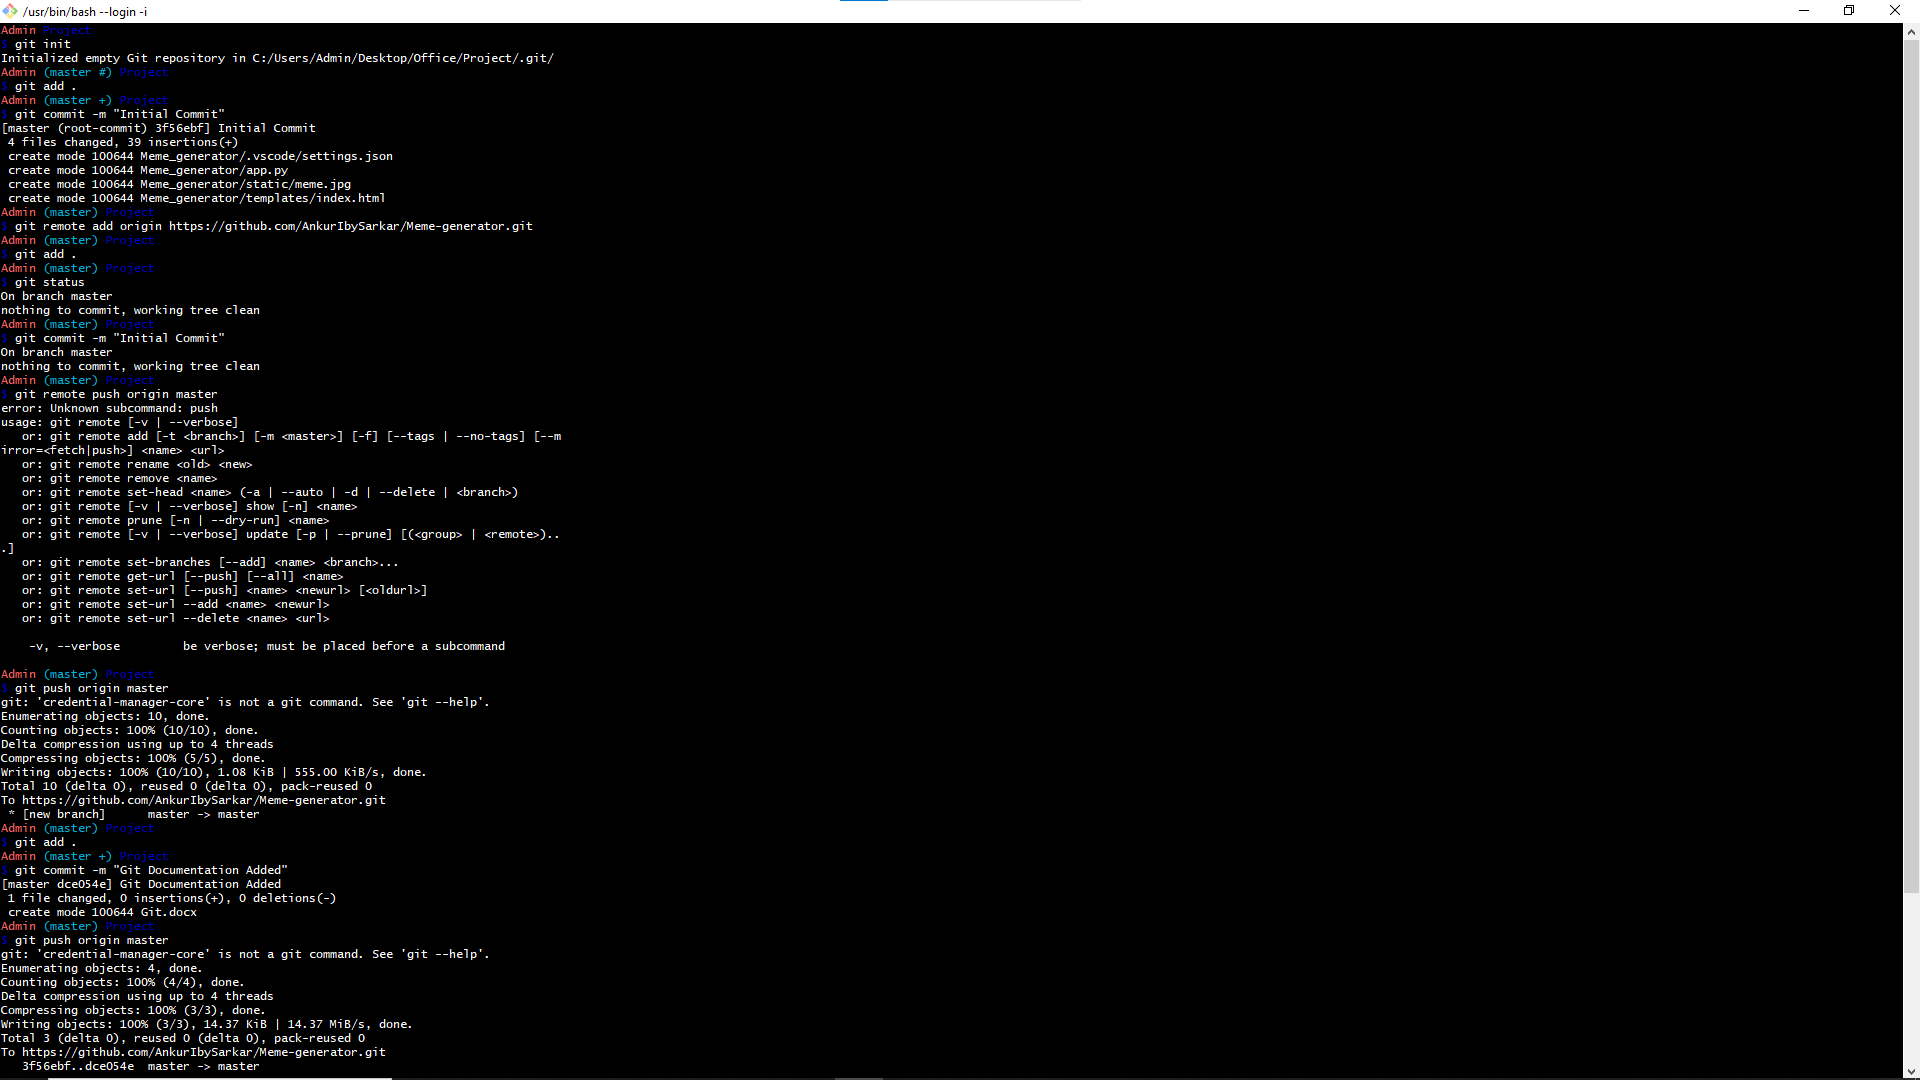 /usr/bin/bash --login -i
Admin Project
$ git init
Initialized empty Git repository in C:/Users/Admin/Desktop/Office/Project/.git/
Admin (master #) Project
$ git add .
Admin (master +) Project
$ git commit -m "Initial Commit"
[master (root-commit) 3f56ebf] Initial Commit
 4 files changed, 39 insertions(+)
 create mode 100644 Meme_generator/.vscode/settings.json
 create mode 100644 Meme_generator/app.py
 create mode 100644 Meme_generator/static/meme.jpg
 create mode 100644 Meme_generator/templates/index.html
Admin (master) Project
$ git remote add origin https://github.com/AnkurIbySarkar/Meme-generator.git
Admin (master) Project
$ git add .
Admin (master) Project
$ git status
On branch master
nothing to commit, working tree clean
Admin (master) Project
$ git commit -m "Initial Commit"
On branch master
nothing to commit, working tree clean
Admin (master) Project
$ git remote push origin master
error: Unknown subcommand: push
usage: git remote [-v | --verbose]
   or: git remote add [-t <branch>] [-m <master>] [-f] [--tags | --no-tags] [--m
irror=<fetch|push>] <name> <url>
   or: git remote rename <old> <new>
   or: git remote remove <name>
   or: git remote set-head <name> (-a | --auto | -d | --delete | <branch>)
   or: git remote [-v | --verbose] show [-n] <name>
   or: git remote prune [-n | --dry-run] <name>
   or: git remote [-v | --verbose] update [-p | --prune] [(<group> | <remote>)..
.]
   or: git remote set-branches [--add] <name> <branch>...
   or: git remote get-url [--push] [--all] <name>
   or: git remote set-url [--push] <name> <newurl> [<oldurl>]
   or: git remote set-url --add <name> <newurl>
   or: git remote set-url --delete <name> <url>
    -v, --verbose         be verbose; must be placed before a subcommand
Admin (master) Project
$ git push origin master
git: 'credential-manager-core' is not a git command. See 'git --help'.
Enumerating objects: 10, done.
Counting objects: 100% (10/10), done.
Delta compression using up to 4 threads
Compressing objects: 100% (5/5), done.
Writing objects: 100% (10/10), 1.08 KiB | 555.00 KiB/s, done.
Total 10 (delta 0), reused 0 (delta 0), pack-reused 0
To https://github.com/AnkurIbySarkar/Meme-generator.git
 * [new branch]      master -> master
Admin (master) Project
$ git add .
Admin (master +) Project
$ git commit -m "Git Documentation Added"
[master dce054e] Git Documentation Added
 1 file changed, 0 insertions(+), 0 deletions(-)
 create mode 100644 Git.docx
Admin (master) Project
$ git push origin master
git: 'credential-manager-core' is not a git command. See 'git --help'.
Enumerating objects: 4, done.
Counting objects: 100% (4/4), done.
Delta compression using up to 4 threads
Compressing objects: 100% (3/3), done.
Writing objects: 100% (3/3), 14.37 KiB | 14.37 MiB/s, done.
Total 3 (delta 0), reused 0 (delta 0), pack-reused 0
To https://github.com/AnkurIbySarkar/Meme-generator.git
   3f56ebf..dce054e  master -> master